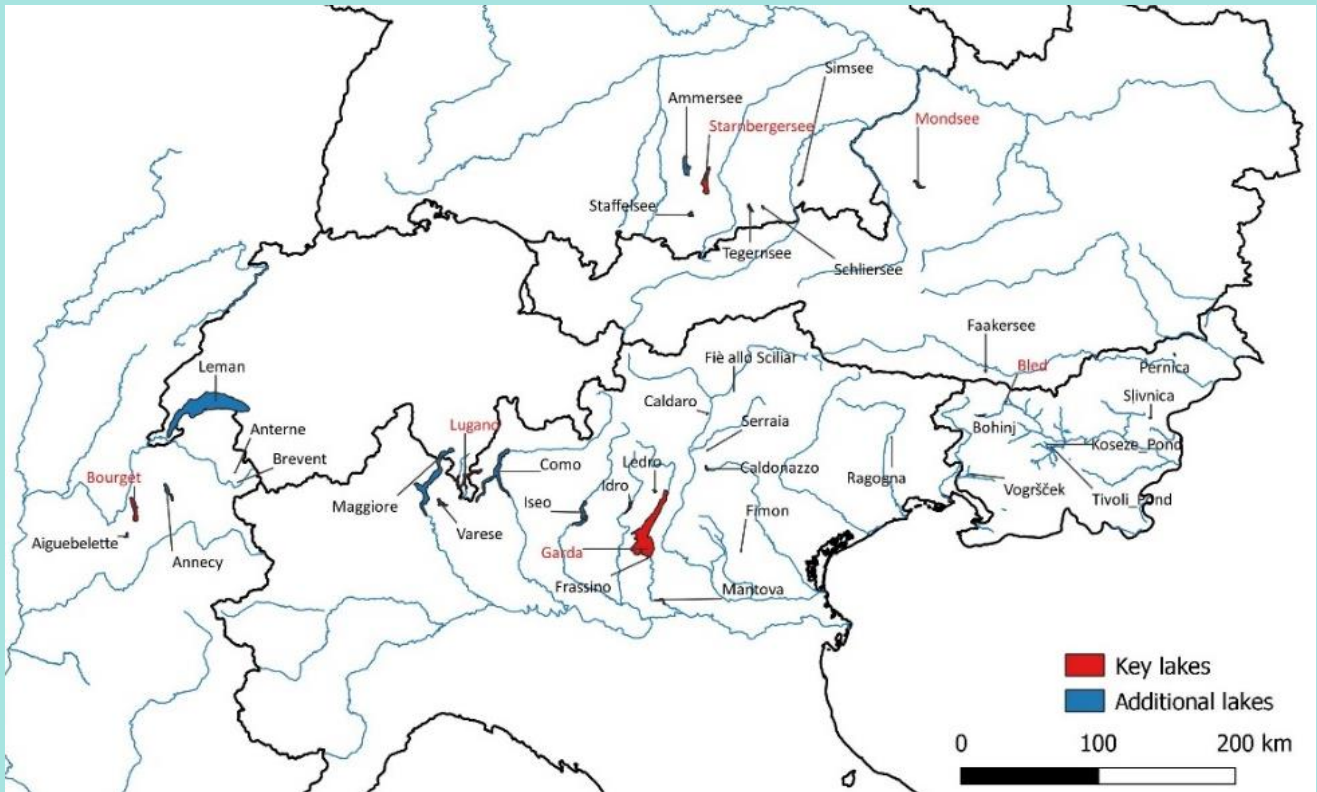 Simsee
Ammersee
Starnbergersee
Mondsee
Staffelsee
Tegernsee
Schliersee
Faakersee
Fiè allo Sciliar
Bled
Pernica
Leman
Caldaro
Slivnica
Lugano
Serraia
Anterne
Bohinj
Koseze_Pond
Brevent
Como
Ledro
Caldonazzo
Bourget
Idro
Ragogna
Vogršček
Tivoli_Pond
Maggiore
Iseo
Fimon
Varese
Aiguebelette
Garda
Annecy
Frassino
Mantova
Key lakes
Additional lakes
0 100 200 km